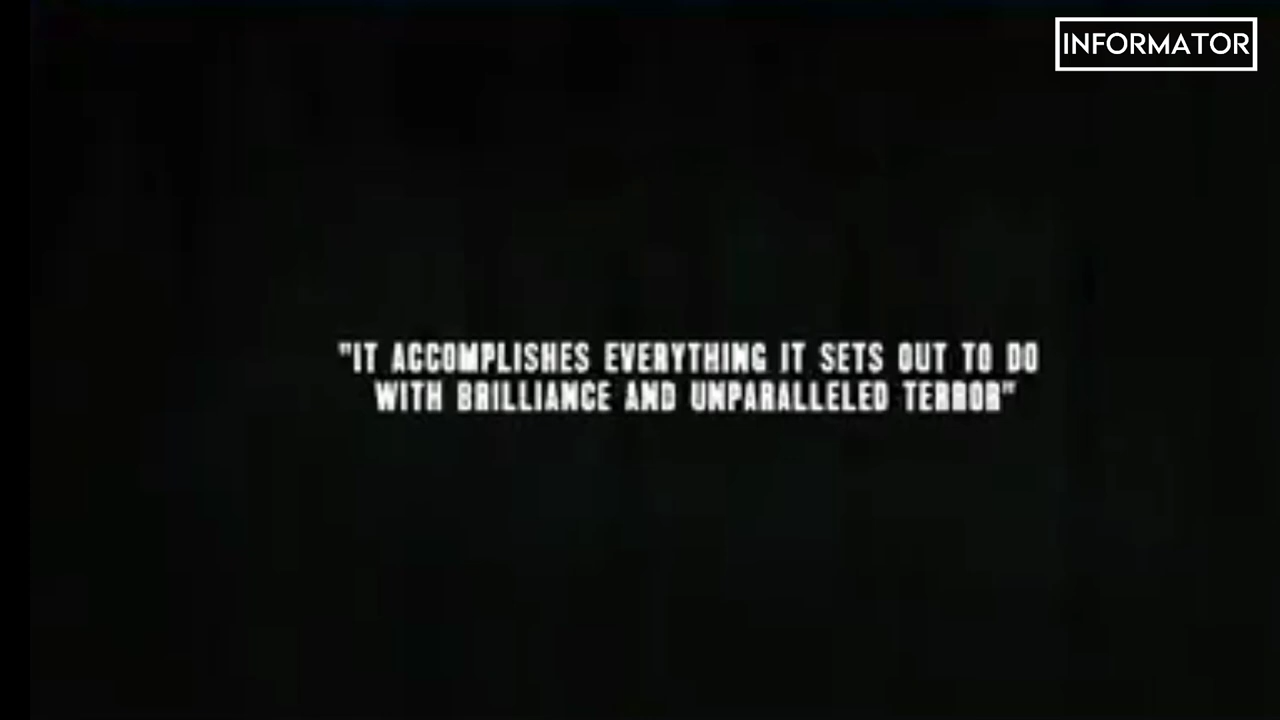 INFORMATOR
"IT ACCOMPLISHES EVERYTHING IT SETS OUT TO DO
WITH BRILLIANCE AND UNPARALLELED TERROR"